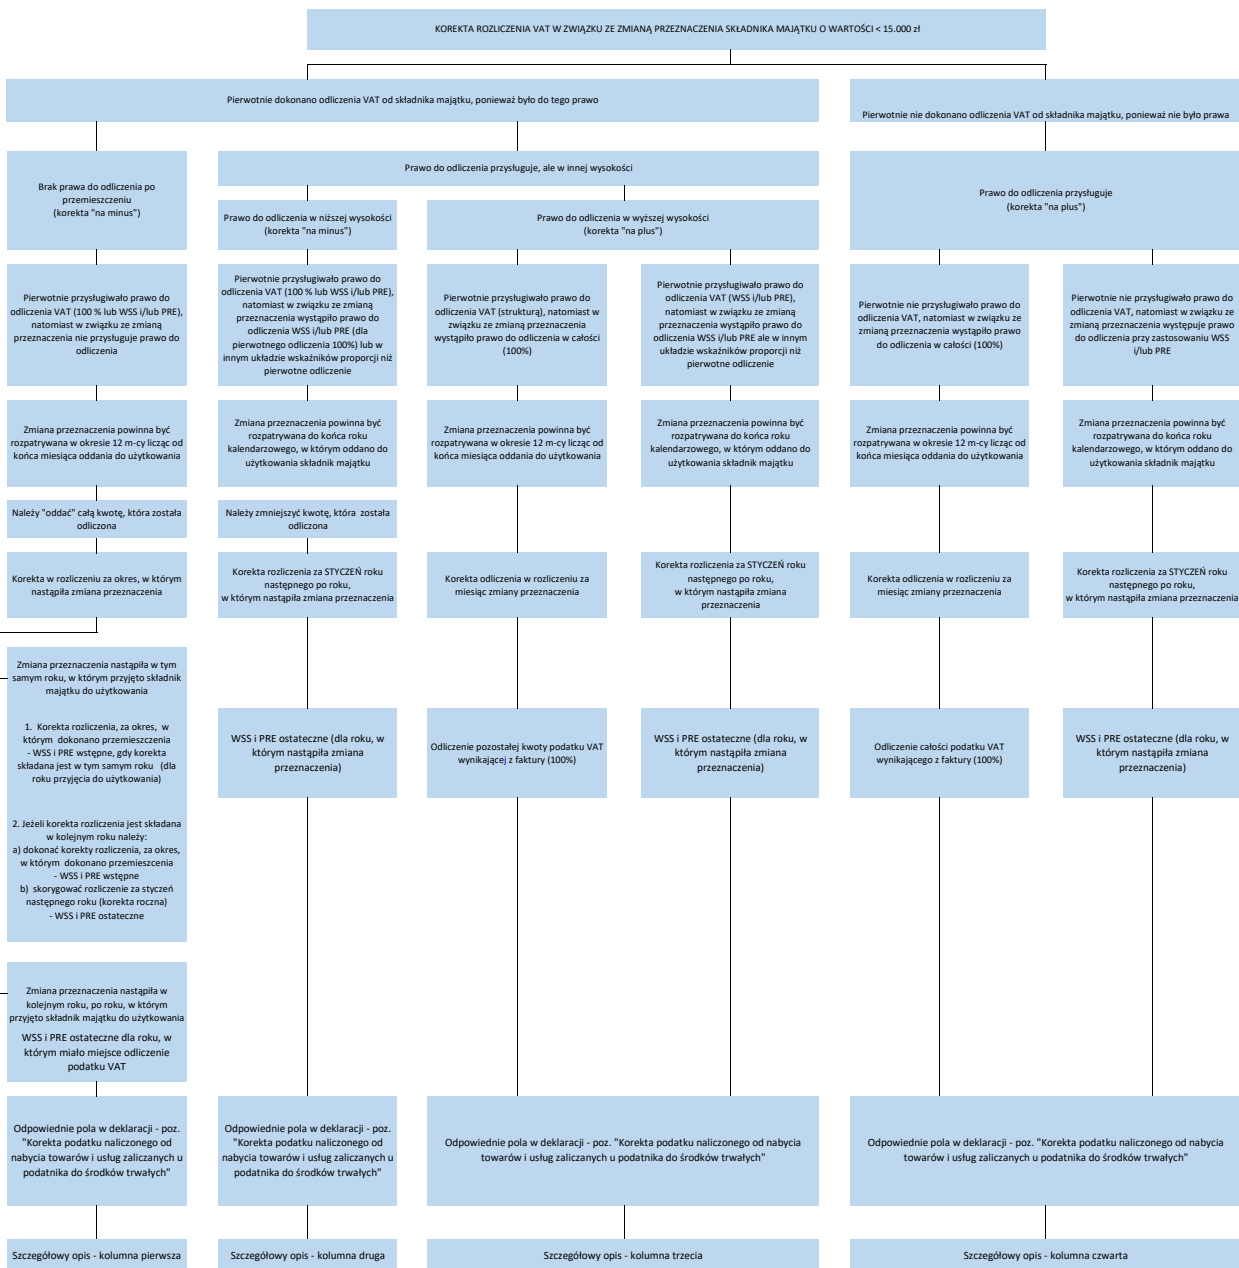 KOREKTA ROZLICZENIA VAT W ZWIĄZKU ZE ZMIANĄ PRZEZNACZENIA SKŁADNIKA MAJĄTKU O WARTOŚCI < 15.000 zł
Pierwotnie dokonano odliczenia VAT od składnika majątku, ponieważ było do tego prawo
Pierwotnie nie dokonano odliczenia VAT od składnika majątku, ponieważ nie było prawa
Brak prawa do odliczenia po
przemieszczeniu
(korekta "na minus")
Prawo do odliczenia przysługuje, ale w innej wysokości
Prawo do odliczenia w niższej wysokości
(korekta "na minus")
Prawo do odliczenia w wyższej wysokości
(korekta "na plus")
Prawo do odliczenia przysługuje
(korekta "na plus")
Pierwotnie przysługiwało prawo do
odliczenia VAT (100 % lub WSS i/lub PRE),
natomiast w związku ze zmianą
przeznaczenia nie przysługuje prawo do
odliczenia
Pierwotnie przysługiwało prawo do
odliczenia VAT (100 % lub WSS i/lub PRE),
natomiast w związku ze zmianą
przeznaczenia wystąpiło prawo do
odliczenia WSS i/lub PRE (dla
pierwotnego odliczenia 100%) lub w
innym układzie wskaźników proporcji niż
pierwotne odliczenie
Pierwotnie przysługiwało prawo do
odliczenia VAT (strukturą), natomiast w
związku ze zmianą przeznaczenia
wystąpiło prawo do odliczenia w całości
(100%)
Pierwotnie przysługiwało prawo do
odliczenia VAT (WSS i/lub PRE),
natomiast w związku ze zmianą
przeznaczenia wystąpiło prawo do
odliczenia WSS i/lub PRE ale w innym
układzie wskaźników proporcji niż
pierwotne odliczenie
Pierwotnie nie przysługiwało prawo do
odliczenia VAT, natomiast w związku ze
zmianą przeznaczenia wystąpiło prawo
do odliczenia w całości (100%)
Pierwotnie nie przysługiwało prawo do
odliczenia VAT, natomiast w związku ze
zmianą przeznaczenia występuje prawo
do odliczenia przy zastosowaniu WSS
i/lub PRE
Zmiana przeznaczenia powinna być
rozpatrywana w okresie 12 m-cy licząc od
końca miesiąca oddania do użytkowania
Zmiana przeznaczenia powinna być
rozpatrywana do końca roku
kalendarzowego, w którym oddano do
użytkowania składnik majątku
Zmiana przeznaczenia powinna być
rozpatrywana w okresie 12 m-cy licząc od
końca miesiąca oddania do użytkowania
Zmiana przeznaczenia powinna być
rozpatrywana do końca roku
kalendarzowego, w którym oddano do
użytkowania składnik majątku
Zmiana przeznaczenia powinna być
rozpatrywana w okresie 12 m-cy licząc od
końca miesiąca oddania do użytkowania
Zmiana przeznaczenia powinna być
rozpatrywana do końca roku
kalendarzowego, w którym oddano do
użytkowania składnik majątku
Należy "oddać" całą kwotę, która została
odliczona
Należy zmniejszyć kwotę, która została
odliczona
Korekta w rozliczeniu za okres, w którym
nastąpiła zmiana przeznaczenia
Korekta rozliczenia za STYCZEŃ roku
następnego po roku,
w którym nastąpiła zmiana przeznaczenia
Korekta odliczenia w rozliczeniu za
miesiąc zmiany przeznaczenia
Korekta rozliczenia za STYCZEŃ roku
następnego po roku,
w którym nastąpiła zmiana
przeznaczenia
Korekta odliczenia w rozliczeniu za
miesiąc zmiany przeznaczenia
Korekta rozliczenia za STYCZEŃ roku
następnego po roku,
w którym nastąpiła zmiana przeznaczenia
Zmiana przeznaczenia nastąpiła w tym
samym roku, w którym przyjęto składnik
majątku do użytkowania
1. Korekta rozliczenia, za okres, w
którym dokonano przemieszczenia
- WSS i PRE wstępne, gdy korekta
składana jest w tym samym roku (dla
roku przyjęcia do użytkowania)
2. Jeżeli korekta rozliczenia jest składana
w kolejnym roku należy:
a) dokonać korekty rozliczenia, za okres,
w którym dokonano przemieszcenia
- WSS i PRE wstępne
b) skorygować rozliczenie za styczeń
następnego roku (korekta roczna)
- WSS i PRE ostateczne
WSS i PRE ostateczne (dla roku, w
którym nastąpiła zmiana
przeznaczenia)
Odliczenie pozostałej kwoty podatku VAT
wynikającej z faktury (100%)
WSS i PRE ostateczne (dla roku, w
którym nastąpiła zmiana
przeznaczenia)
Odliczenie całości podatku VAT
wynikającego z faktury (100%)
WSS i PRE ostateczne (dla roku, w
którym nastąpiła zmiana
przeznaczenia)
Zmiana przeznaczenia nastąpiła w
kolejnym roku, po roku, w którym
przyjęto składnik majątku do użytkowania
WSS i PRE ostateczne dla roku, w
którym miało miejsce odliczenie
podatku VAT
Odpowiednie pola w deklaracji - poz.
"Korekta podatku naliczonego od
nabycia towarów i usług zaliczanych u
podatnika do środków trwałych"
Odpowiednie pola w deklaracji - poz.
"Korekta podatku naliczonego od
nabycia towarów i usług zaliczanych u
podatnika do środków trwałych"
Odpowiednie pola w deklaracji - poz. "Korekta podatku naliczonego od nabycia
towarów i usług zaliczanych u podatnika do środków trwałych"
Odpowiednie pola w deklaracji - poz. "Korekta podatku naliczonego od nabycia
towarów i usług zaliczanych u podatnika do środków trwałych"
Szczegółowy opis - kolumna pierwsza
Szczegółowy opis - kolumna druga
Szczegółowy opis - kolumna trzecia
Szczegółowy opis - kolumna czwarta